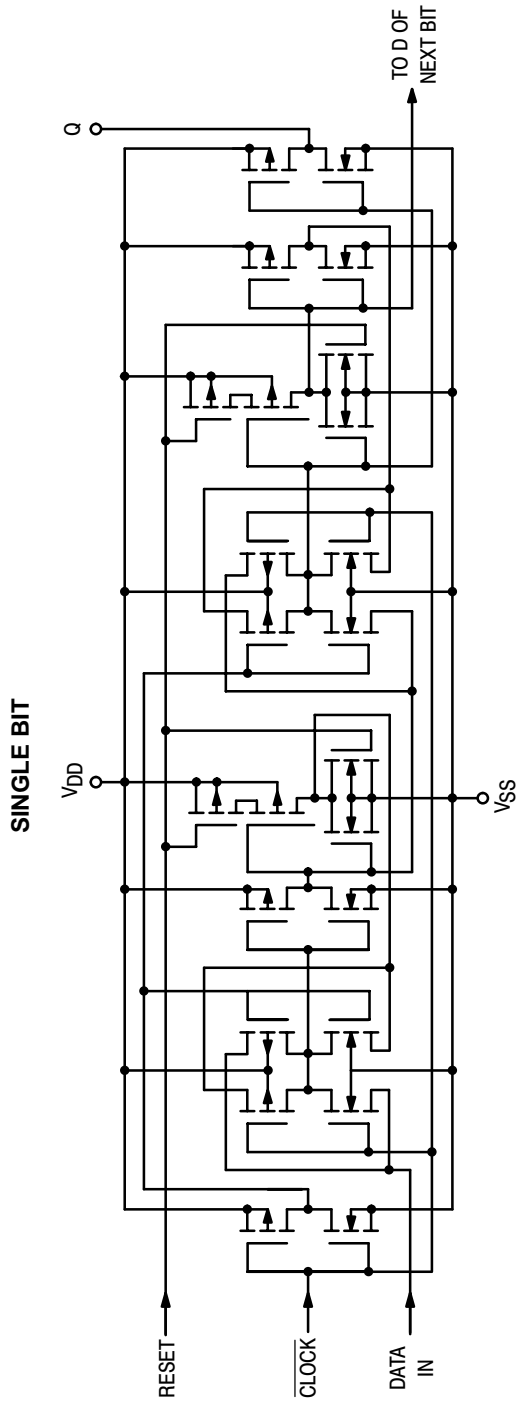 SINGLE BIT
VDD
Q
RESET
CLOCK
DATA
IN
TO D OF
NEXT BIT
VSS